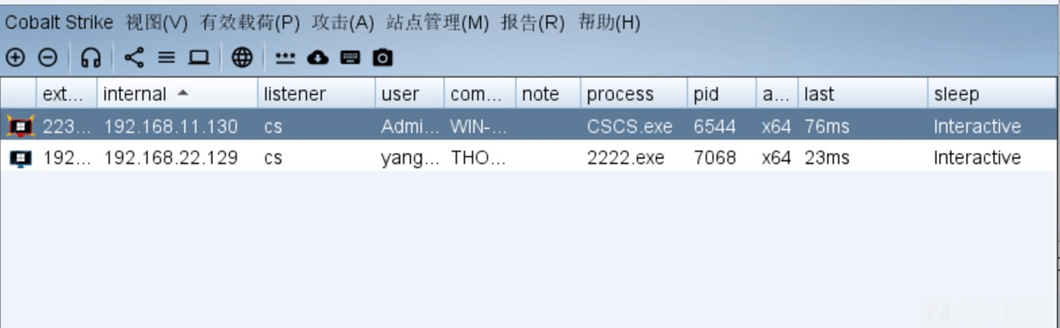 Cobalt Strike 视图(V) 有效载荷(P) 攻击(A) 站点管理(M) 报告(R) 帮助(H)
ext... internal listener user com... note process pid a... last sleep
223... 192.168.11.130 cs Admi... WIN-... CSCS.exe 6544 x64 76ms Interactive
192... 192.168.22.129 cs yang... THO... 2222.exe 7068 x64 23ms Interactive